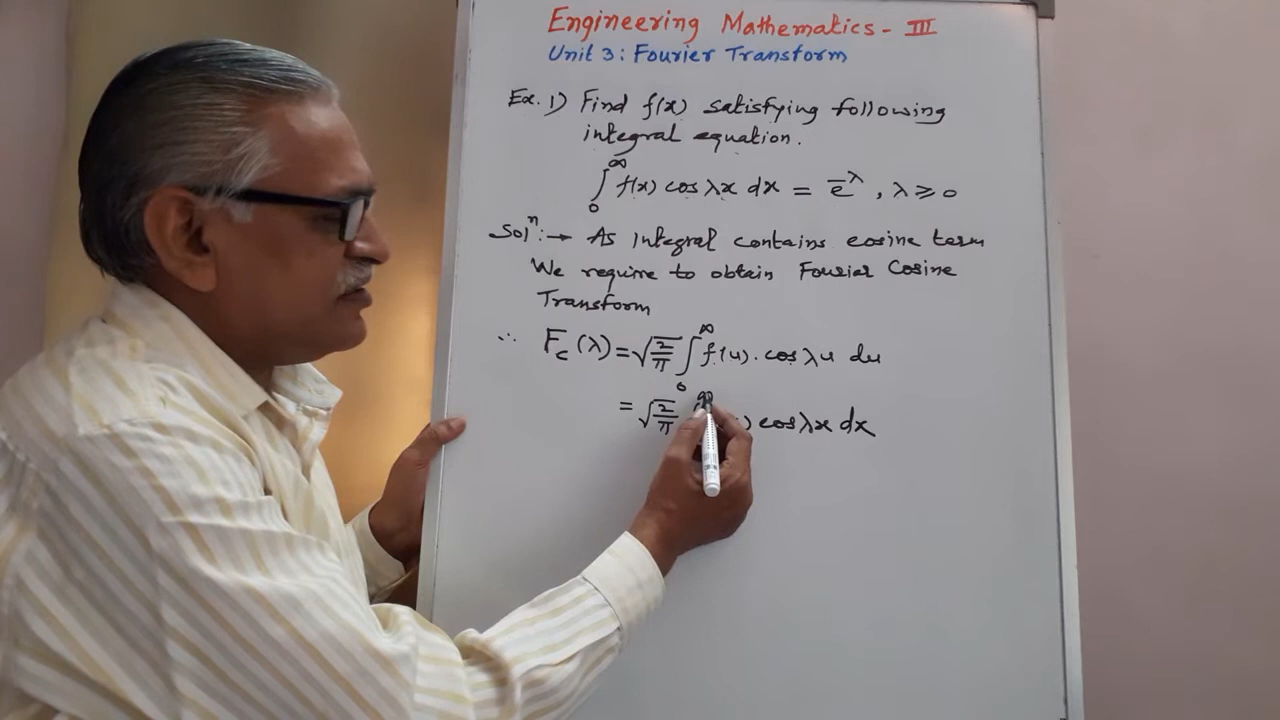 Engineering Mathematics - III
Unit 3: Fourier Transform
Ex. 1) Find f(x) satisfying following
integral equation.
∫₀^∞ f(x) cos λx dx = e^-λ , λ ≥ 0
Solⁿ:→ As integral contains cosine term
We require to obtain Fourier Cosine
Transform
∴ F_c(λ) = √(2/π) ∫₀^∞ f(u) . cos λu du
= √(2/π) ∞ ) cos λx dx